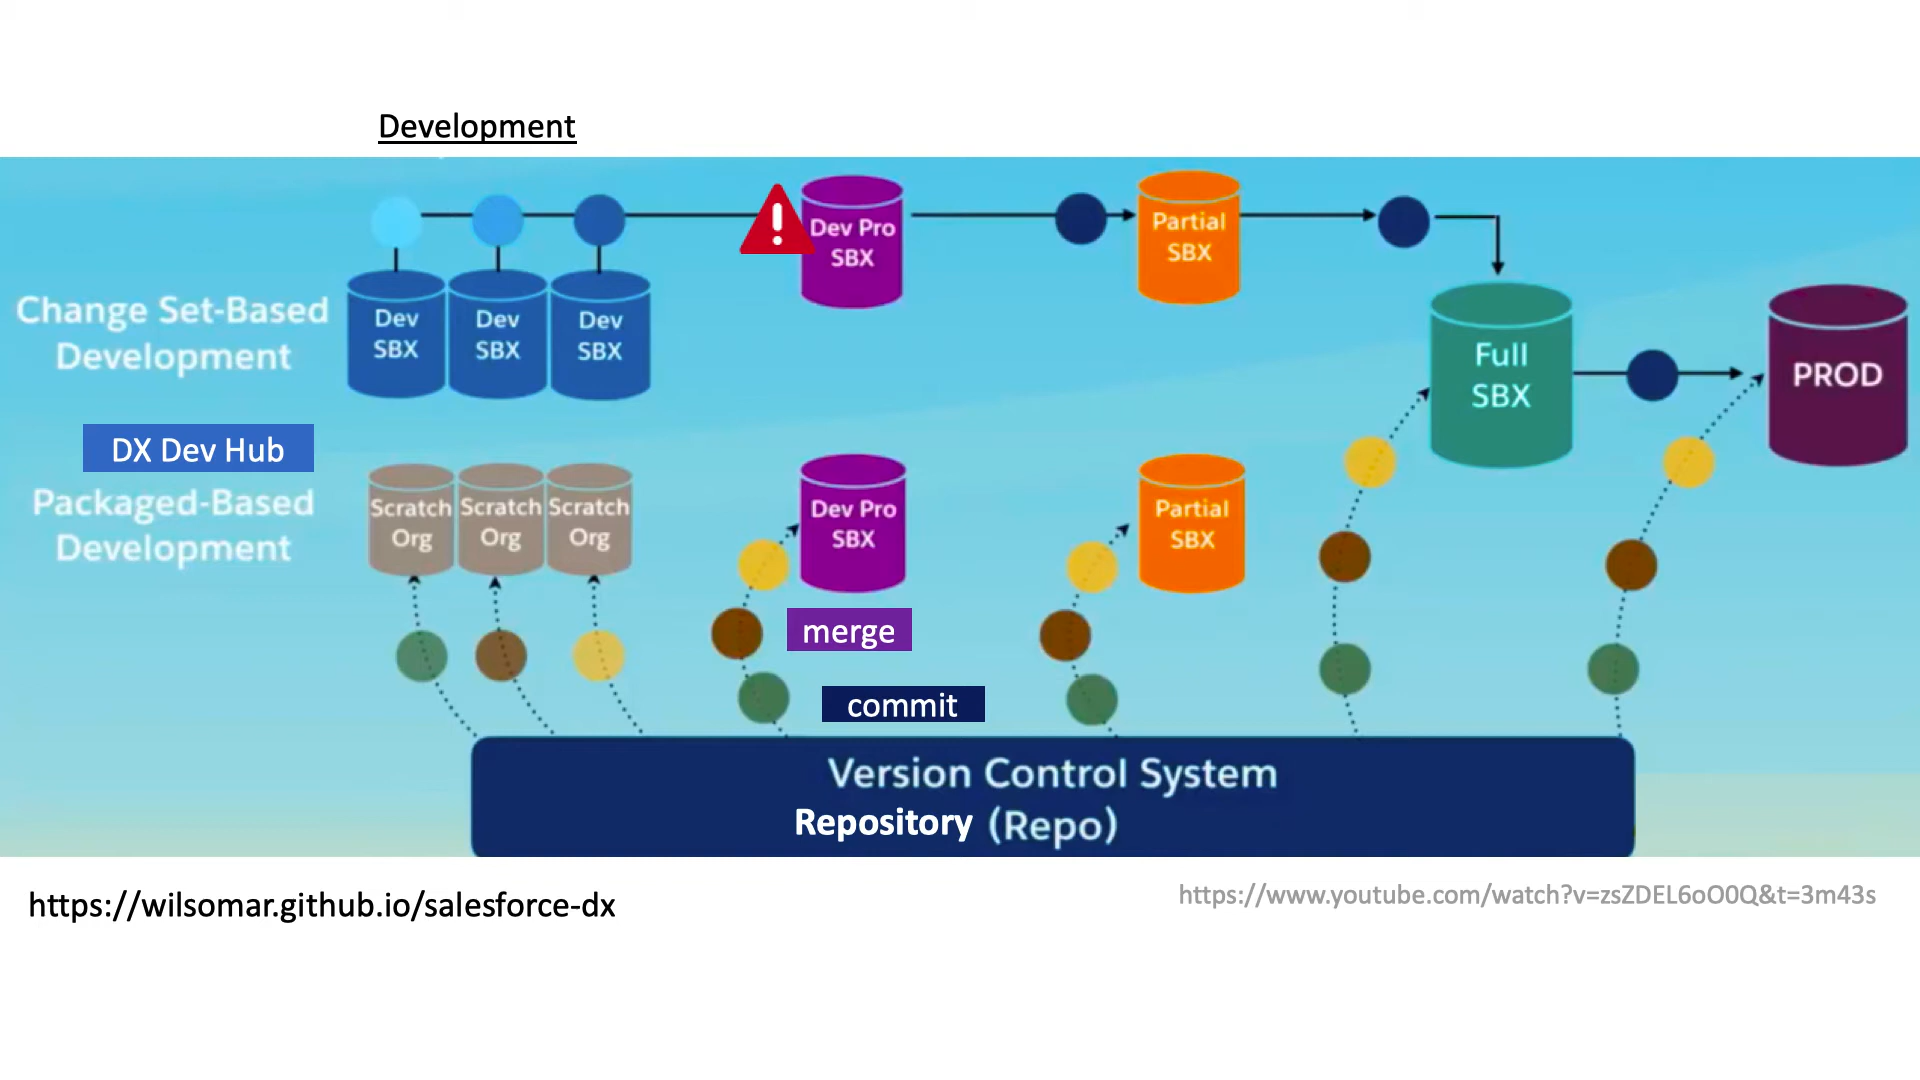 Development
Dev Pro
SBX
Partial
SBX
Change Set-Based
Development
Dev
SBX
Dev
SBX
Dev
SBX
Full
SBX
PROD
DX Dev Hub
Packaged-Based
Development
Scratch
Org
Scratch
Org
Scratch
Org
Dev Pro
SBX
Partial
SBX
merge
commit
Version Control System
Repository (Repo)
https://wilsomar.github.io/salesforce-dx
https://www.youtube.com/watch?v=zsZDEL6oO0Q&t=3m43s